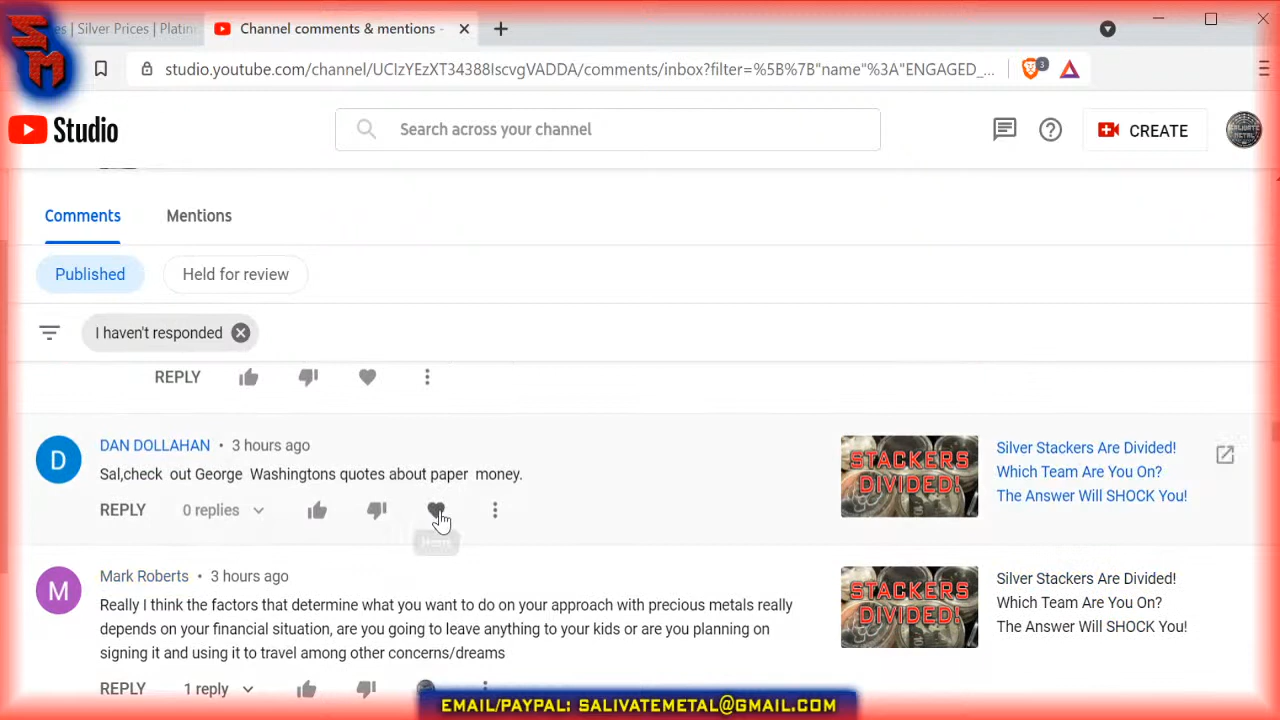 SM
es | Silver Prices | Platin
Channel comments & mentions -
studio.youtube.com/channel/UCIzYEzXT34388IscvgVADDA/comments/inbox?filter=%5B%7B"name"%3A"ENGAGED_...
3
Studio
Search across your channel
CREATE
SALIVATE METAL
Comments
Mentions
Published
Held for review
I haven't responded
REPLY
D
DAN DOLLAHAN • 3 hours ago
Sal,check out George Washingtons quotes about paper money.
REPLY
0 replies
Heart
STACKERS
DIVIDED!
Silver Stackers Are Divided!
Which Team Are You On?
The Answer Will SHOCK You!
M
Mark Roberts • 3 hours ago
Really I think the factors that determine what you want to do on your approach with precious metals really
depends on your financial situation, are you going to leave anything to your kids or are you planning on
signing it and using it to travel among other concerns/dreams
REPLY
1 reply
STACKERS
DIVIDED!
Silver Stackers Are Divided!
Which Team Are You On?
The Answer Will SHOCK You!
EMAIL/PAYPAL: SALIVATEMETAL@GMAIL.COM